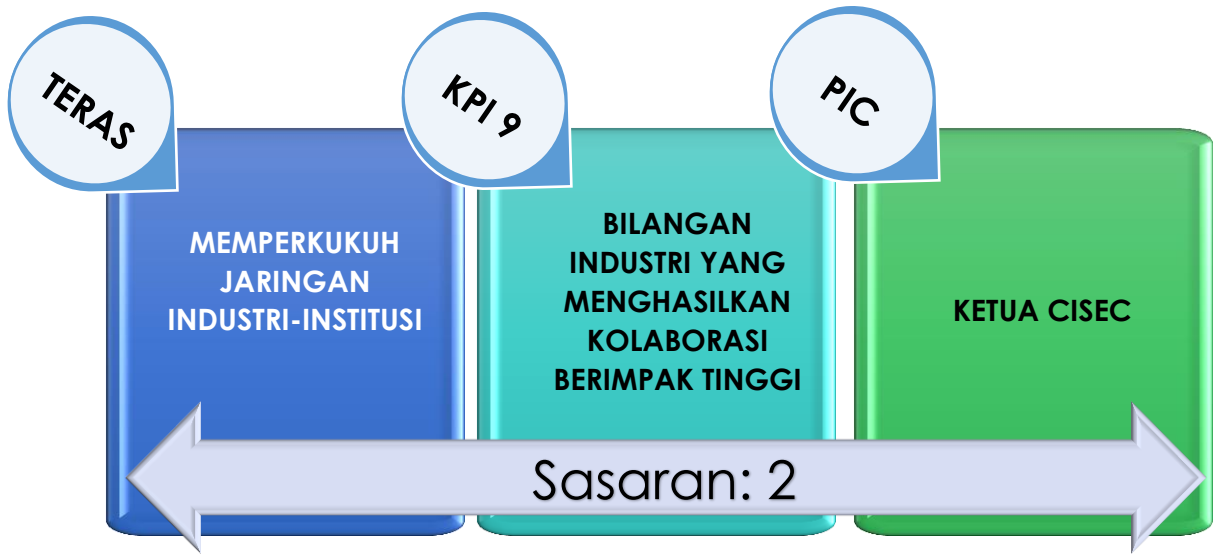 TERAS
MEMPERKUKUH
JARINGAN
INDUSTRI-INSTITUSI
KPI 9
BILANGAN
INDUSTRI YANG
MENGHASILKAN
KOLABORASI
BERIMPAK TINGGI
PIC
KETUA CISEC
Sasaran: 2